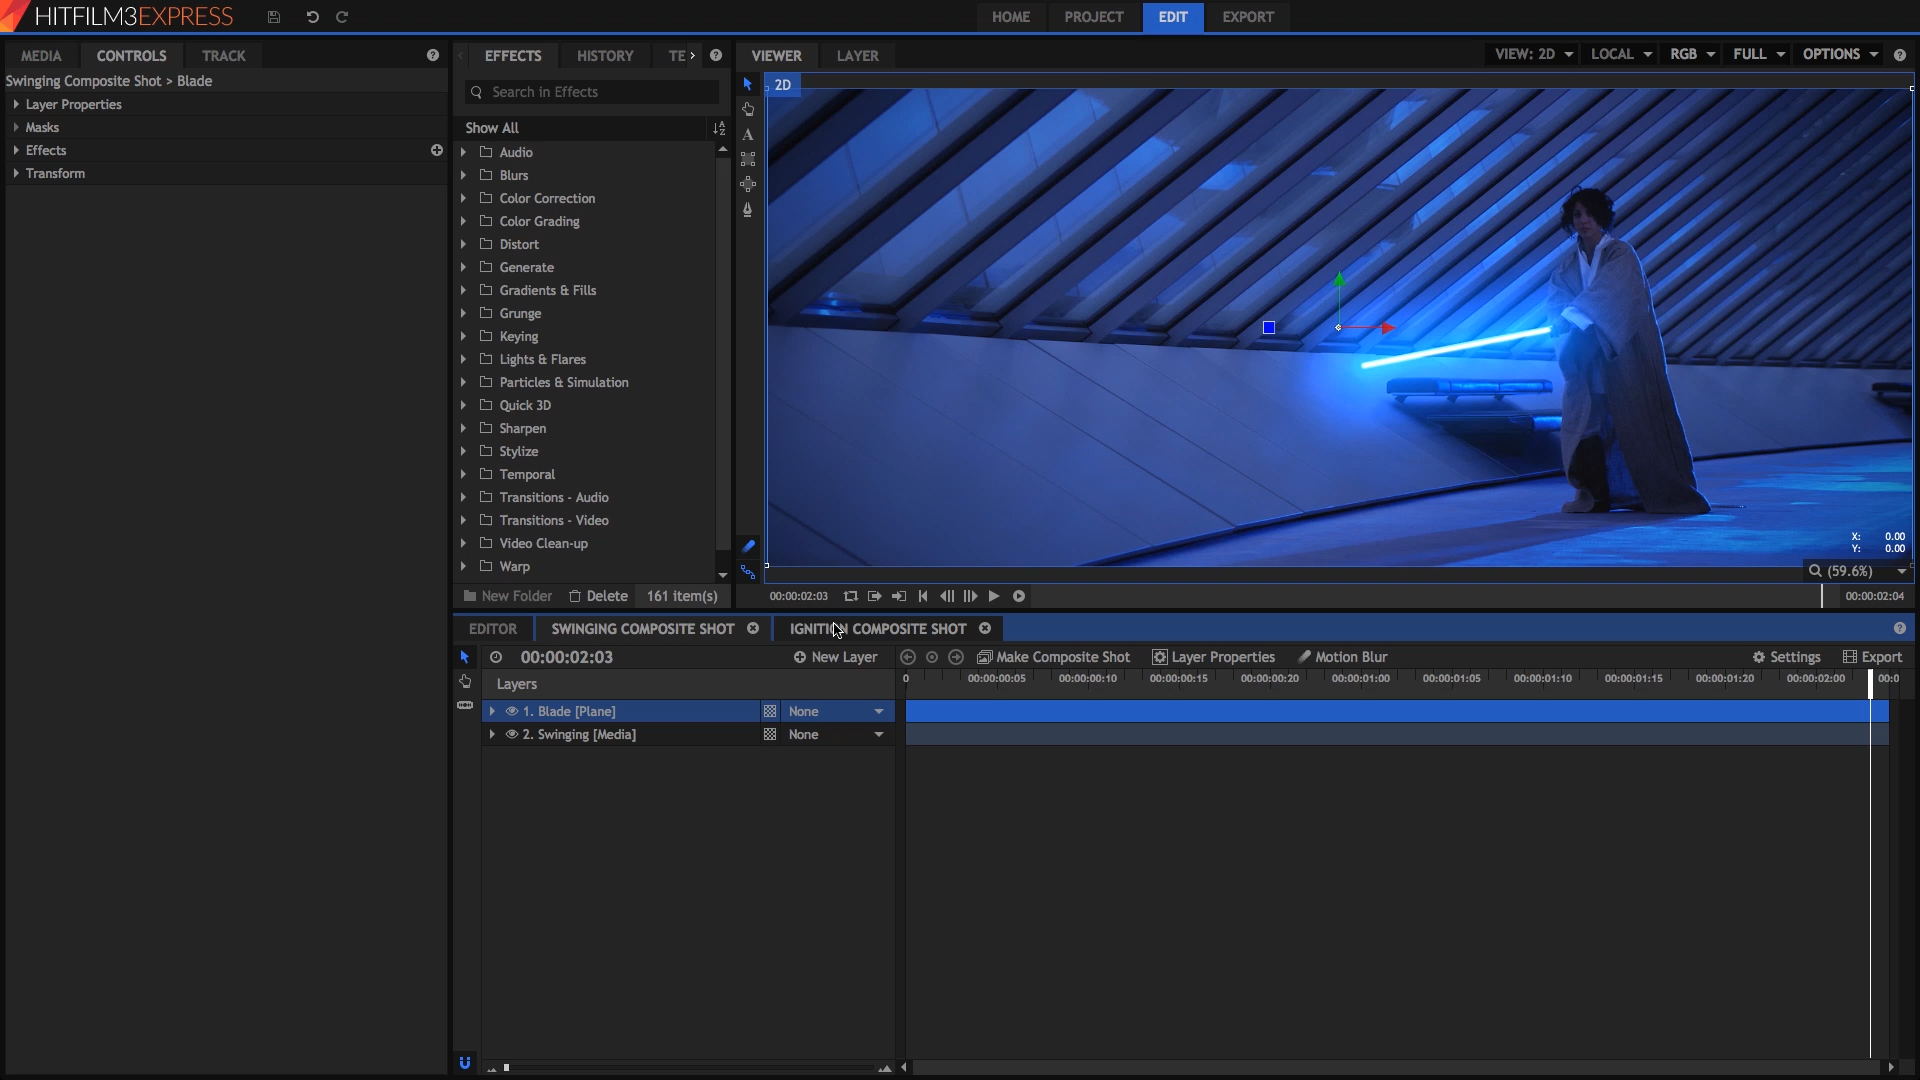 HITFILM3EXPRESS
HOME PROJECT EDIT EXPORT
MEDIA CONTROLS TRACK
Swinging Composite Shot > Blade
Layer Properties
Masks
Effects
Transform
EFFECTS HISTORY TE
Search in Effects
Show All
Audio
Blurs
Color Correction
Color Grading
Distort
Generate
Gradients & Fills
Grunge
Keying
Lights & Flares
Particles & Simulation
Quick 3D
Sharpen
Stylize
Temporal
Transitions - Audio
Transitions - Video
Video Clean-up
Warp
New Folder Delete 161 item(s)
VIEWER LAYER VIEW: 2D LOCAL RGB FULL OPTIONS
2D
X: 0.00
Y: 0.00
(59.6%)
00:00:02:03 00:00:02:04
EDITOR SWINGING COMPOSITE SHOT IGNITION COMPOSITE SHOT
00:00:02:03 New Layer Make Composite Shot Layer Properties Motion Blur Settings Export
0 00:00:00:05 00:00:00:10 00:00:00:15 00:00:00:20 00:00:01:00 00:00:01:05 00:00:01:10 00:00:01:15 00:00:01:20 00:00:02:00 00:0
Layers
1. Blade [Plane] None
2. Swinging [Media] None